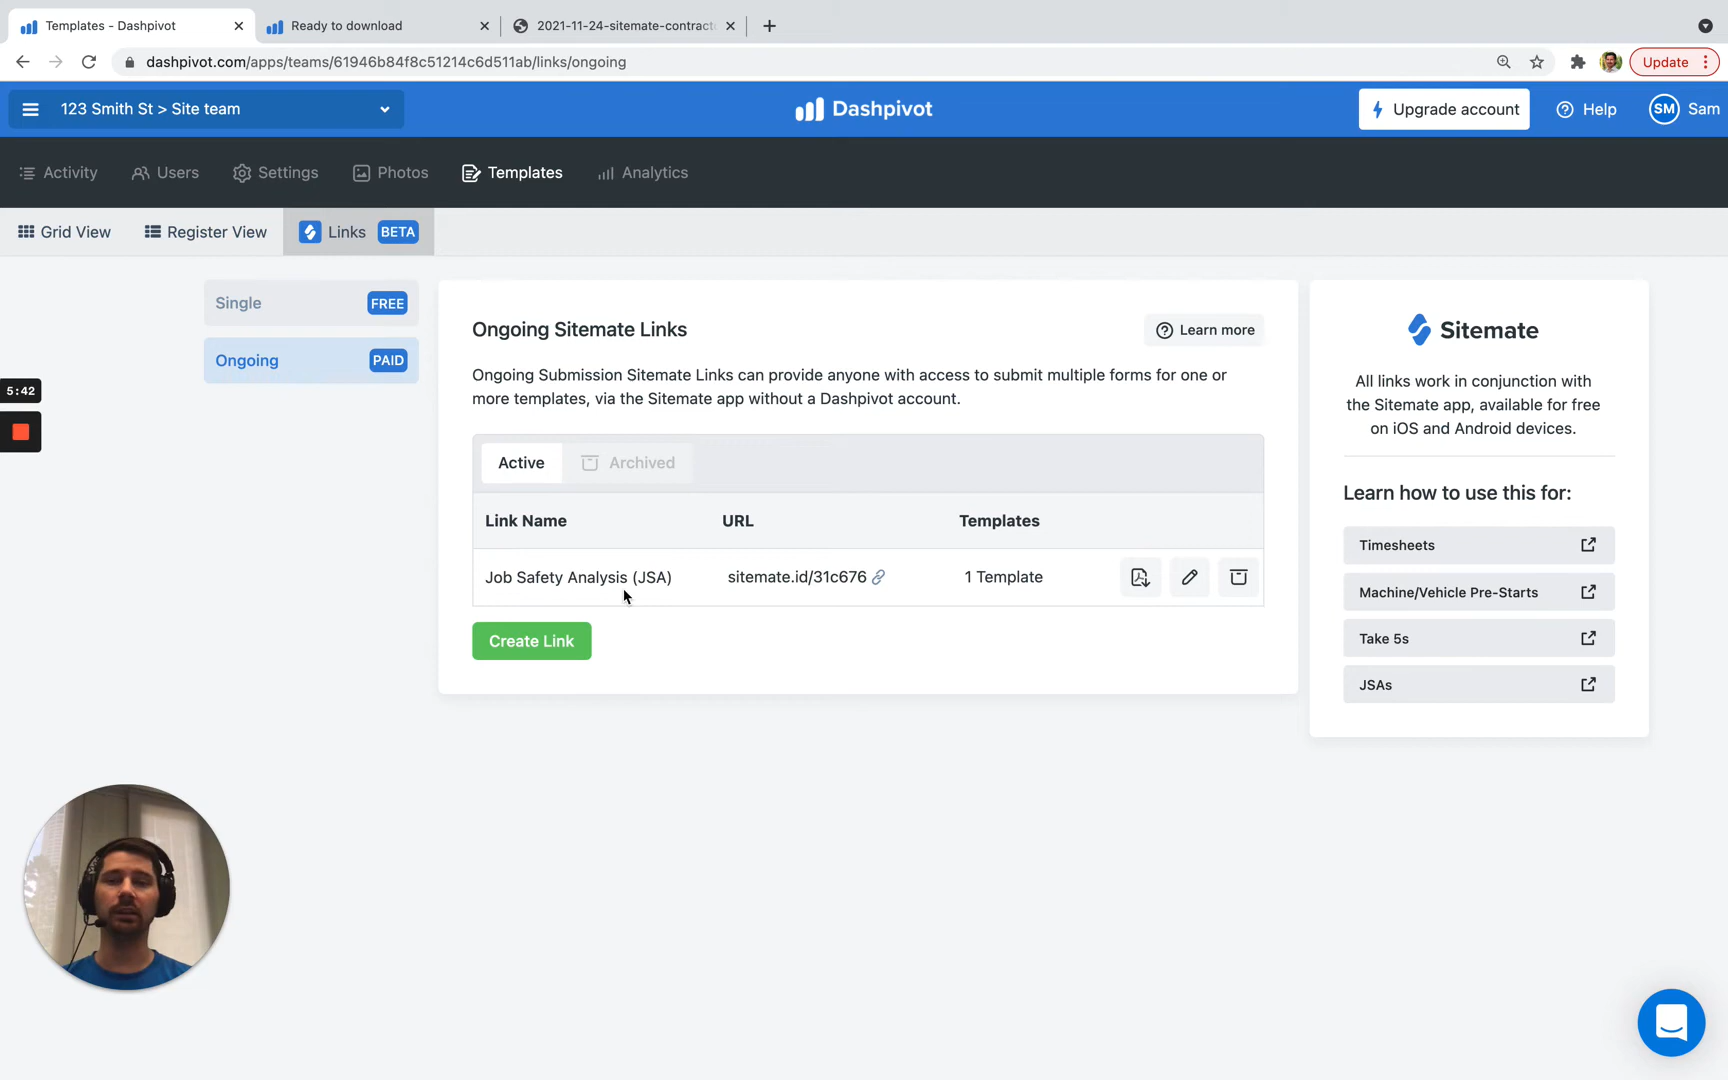 Templates - Dashpivot
Ready to download
2021-11-24-sitemate-contract
dashpivot.com/apps/teams/61946b84f8c51214c6d511ab/links/ongoing
Update
123 Smith St > Site team
Dashpivot
Upgrade account
Help
SM
Sam
Activity
Users
Settings
Photos
Templates
Analytics
Grid View
Register View
Links BETA
Single FREE
Ongoing PAID
5:42
Ongoing Sitemate Links
Learn more
Ongoing Submission Sitemate Links can provide anyone with access to submit multiple forms for one or
more templates, via the Sitemate app without a Dashpivot account.
Active
Archived
Link Name
URL
Templates
Job Safety Analysis (JSA)
sitemate.id/31c676
1 Template
Create Link
Sitemate
All links work in conjunction with
the Sitemate app, available for free
on iOS and Android devices.
Learn how to use this for:
Timesheets
Machine/Vehicle Pre-Starts
Take 5s
JSAs